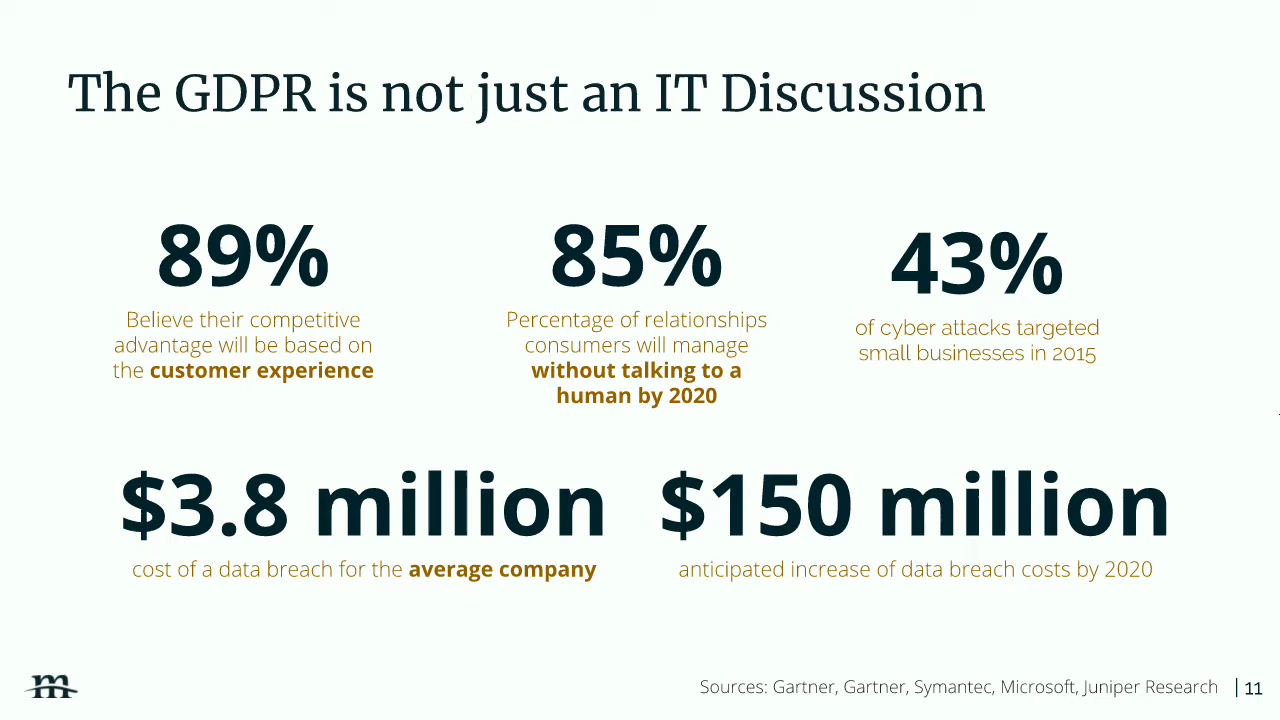 The GDPR is not just an IT Discussion
89%
Believe their competitive
advantage will be based on
the customer experience
85%
Percentage of relationships
consumers will manage
without talking to a
human by 2020
43%
of cyber attacks targeted
small businesses in 2015
$3.8 million
cost of a data breach for the average company
$150 million
anticipated increase of data breach costs by 2020
m
Sources: Gartner, Gartner, Symantec, Microsoft, Juniper Research
11